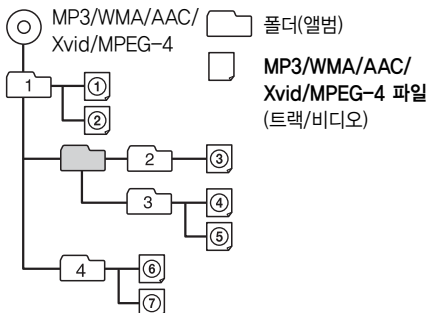 MP3/WMA/AAC/
Xvid/MPEG-4
폴더(앨범)
MP3/WMA/AAC/
Xvid/MPEG-4 파일
(트랙/비디오)
1
①
②
2
③
3
④
⑤
4
⑥
⑦